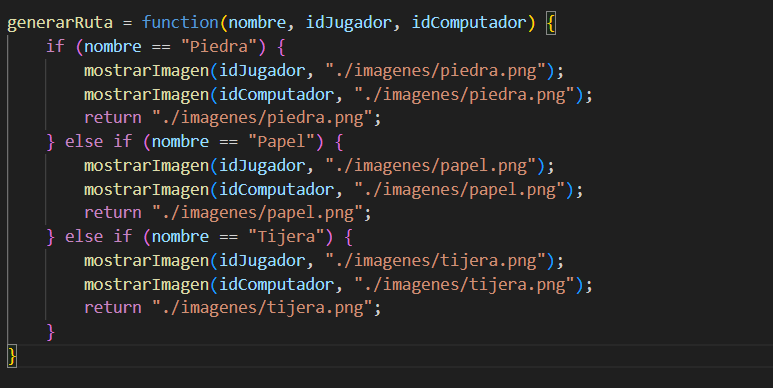 generarRuta = function(nombre, idJugador, idComputador) {
    if (nombre == "Piedra") {
        mostrarImagen(idJugador, "./imagenes/piedra.png");
        mostrarImagen(idComputador, "./imagenes/piedra.png");
        return "./imagenes/piedra.png";
    } else if (nombre == "Papel") {
        mostrarImagen(idJugador, "./imagenes/papel.png");
        mostrarImagen(idComputador, "./imagenes/papel.png");
        return "./imagenes/papel.png";
    } else if (nombre == "Tijera") {
        mostrarImagen(idJugador, "./imagenes/tijera.png");
        mostrarImagen(idComputador, "./imagenes/tijera.png");
        return "./imagenes/tijera.png";
    }
}